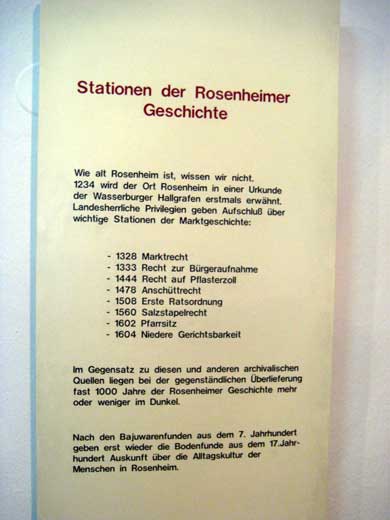 Stationen der Rosenheimer
Geschichte
Wie alt Rosenheim ist, wissen wir nicht.
1234 wird der Ort Rosenheim in einer Urkunde
der Wasserburger Hallgrafen erstmals erwähnt.
Landesherrliche Privilegien geben Aufschluß über
wichtige Stationen der Marktgeschichte:
- 1328 Marktrecht
- 1333 Recht zur Bürgeraufnahme
- 1444 Recht auf Pflasterzoll
- 1478 Anschüttrecht
- 1508 Erste Ratsordnung
- 1560 Salzstapelrecht
- 1602 Pfarrsitz
- 1604 Niedere Gerichtsbarkeit
Im Gegensatz zu diesen und anderen archivalischen
Quellen liegen bei der gegenständlichen Überlieferung
fast 1000 Jahre der Rosenheimer Geschichte mehr
oder weniger im Dunkel.
Nach den Bajuwarenfunden aus dem 7. Jahrhundert
geben erst wieder die Bodenfunde aus dem 17.Jahr-
hundert Auskunft über die Alltagskultur der
Menschen in Rosenheim.